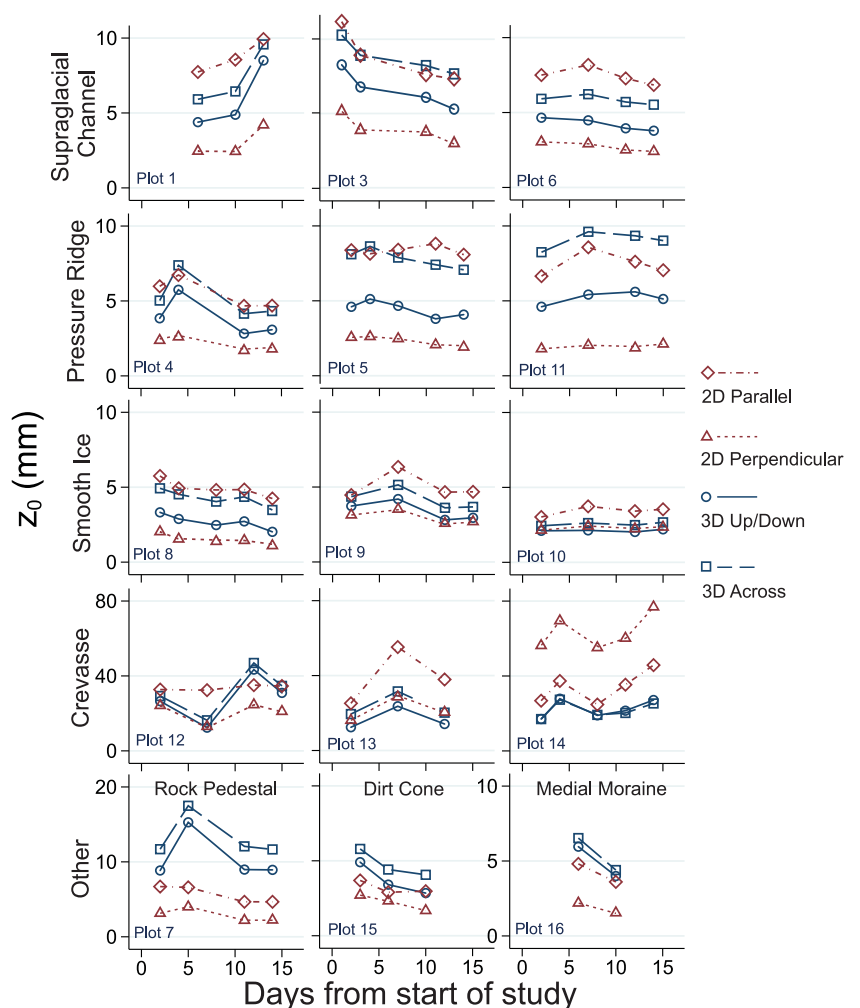 Supraglacial
Channel
10
5
0
Plot 1
Plot 3
Plot 6
Pressure Ridge
10
5
0
Plot 4
Plot 5
Plot 11
z0 (mm)
Smooth Ice
10
5
0
Plot 8
Plot 9
Plot 10
2D Parallel
2D Perpendicular
3D Up/Down
3D Across
Crevasse
80
40
0
Plot 12
Plot 13
Plot 14
Other
20
10
0
Rock Pedestal
Dirt Cone
10
5
0
Medial Moraine
Plot 7
Plot 15
Plot 16
0 5 10 15
0 5 10 15
0 5 10 15
Days from start of study